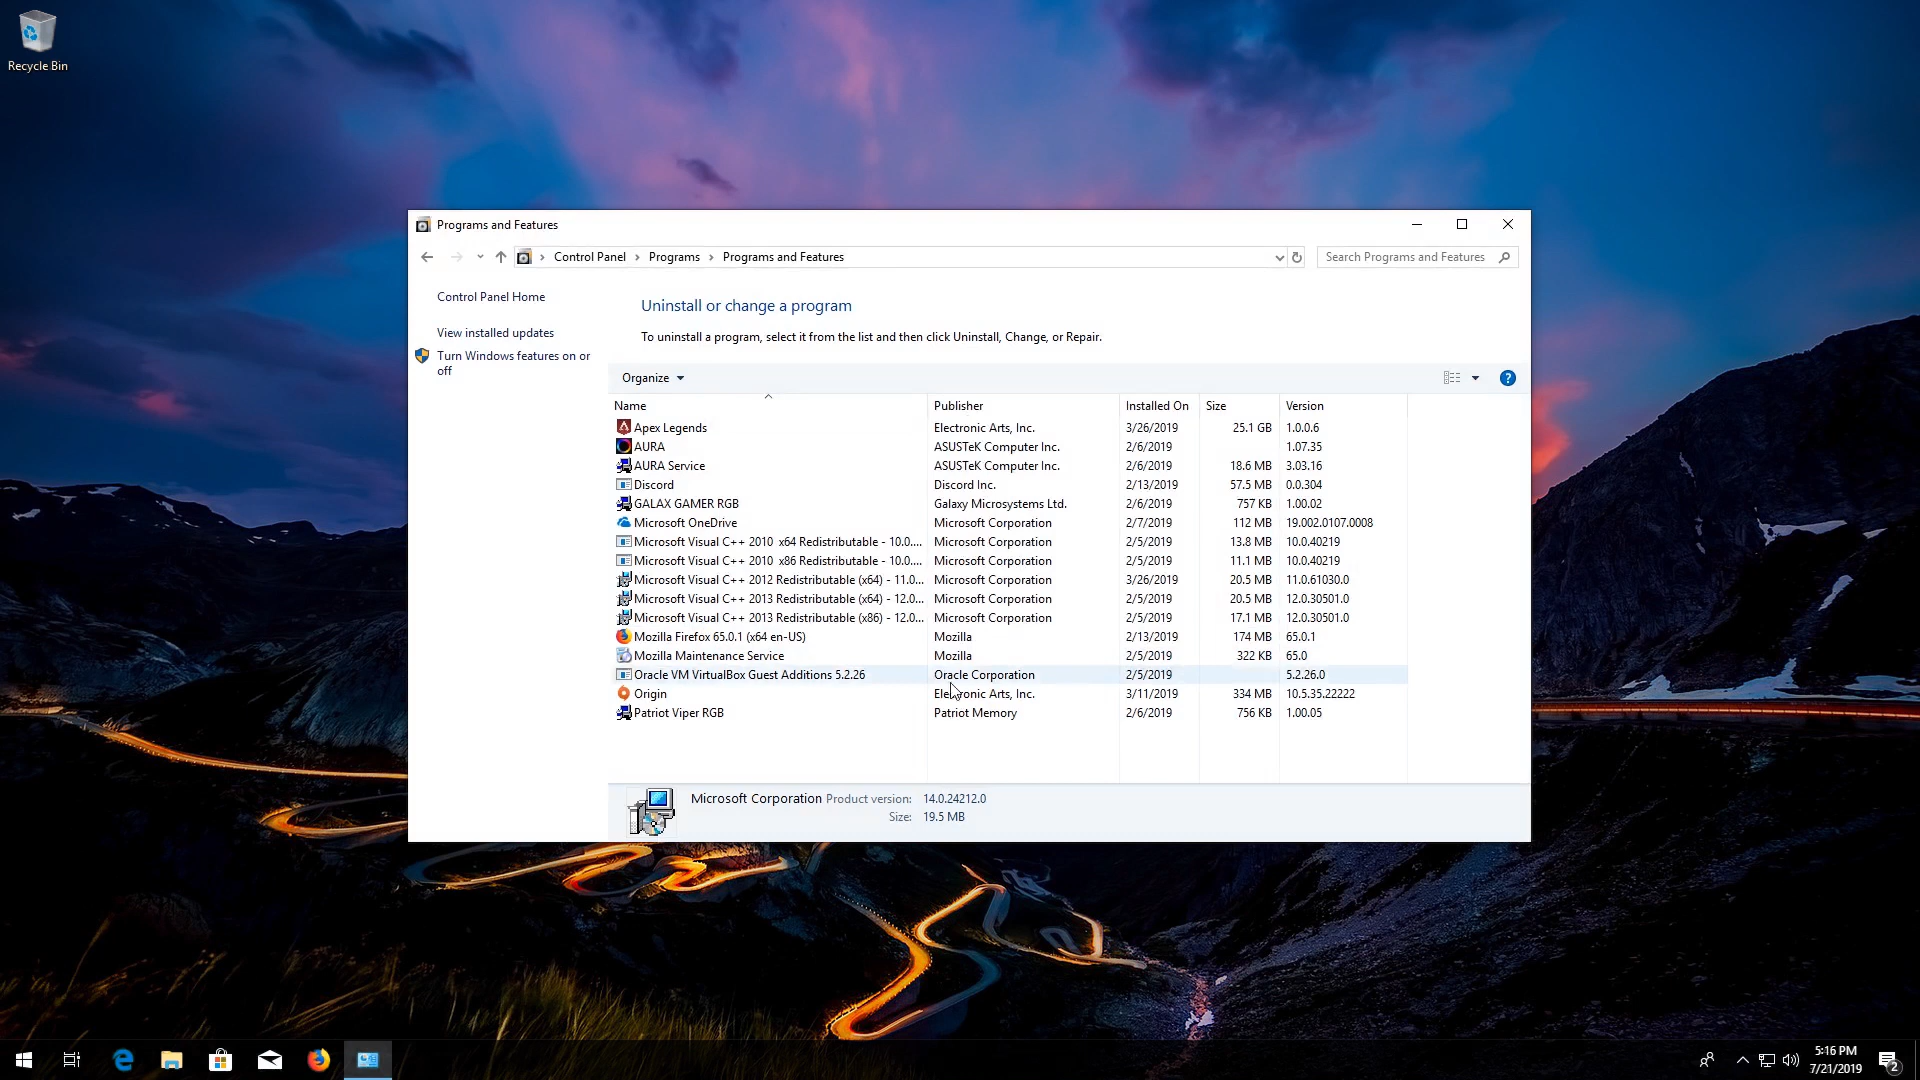 Recycle Bin
Programs and Features
Control Panel > Programs > Programs and Features
Search Programs and Features
Control Panel Home
View installed updates
Turn Windows features on or
off
Uninstall or change a program
To uninstall a program, select it from the list and then click Uninstall, Change, or Repair.
Organize
Name Publisher Installed On Size Version
Apex Legends Electronic Arts, Inc. 3/26/2019 25.1 GB 1.0.0.6
AURA ASUSTeK Computer Inc. 2/6/2019 1.07.35
AURA Service ASUSTeK Computer Inc. 2/6/2019 18.6 MB 3.03.16
Discord Discord Inc. 2/13/2019 57.5 MB 0.0.304
GALAX GAMER RGB Galaxy Microsystems Ltd. 2/6/2019 757 KB 1.00.02
Microsoft OneDrive Microsoft Corporation 2/7/2019 112 MB 19.002.0107.0008
Microsoft Visual C++ 2010  x64 Redistributable - 10.0.... Microsoft Corporation 2/5/2019 13.8 MB 10.0.40219
Microsoft Visual C++ 2010  x86 Redistributable - 10.0.... Microsoft Corporation 2/5/2019 11.1 MB 10.0.40219
Microsoft Visual C++ 2012 Redistributable (x64) - 11.0... Microsoft Corporation 3/26/2019 20.5 MB 11.0.61030.0
Microsoft Visual C++ 2013 Redistributable (x64) - 12.0... Microsoft Corporation 2/5/2019 20.5 MB 12.0.30501.0
Microsoft Visual C++ 2013 Redistributable (x86) - 12.0... Microsoft Corporation 2/5/2019 17.1 MB 12.0.30501.0
Mozilla Firefox 65.0.1 (x64 en-US) Mozilla 2/13/2019 174 MB 65.0.1
Mozilla Maintenance Service Mozilla 2/5/2019 322 KB 65.0
Oracle VM VirtualBox Guest Additions 5.2.26 Oracle Corporation 2/5/2019 5.2.26.0
Origin Electronic Arts, Inc. 3/11/2019 334 MB 10.5.35.22222
Patriot Viper RGB Patriot Memory 2/6/2019 756 KB 1.00.05
Microsoft Corporation Product version: 14.0.24212.0
Size: 19.5 MB
5:16 PM
7/21/2019
2